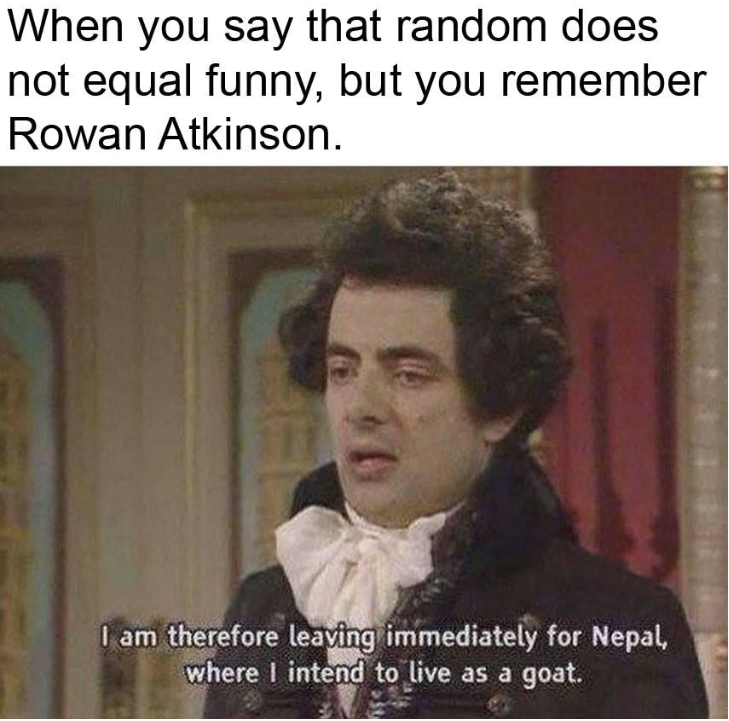 When you say that random does
not equal funny, but you remember
Rowan Atkinson.
I am therefore leaving immediately for Nepal,
where I intend to live as a goat.